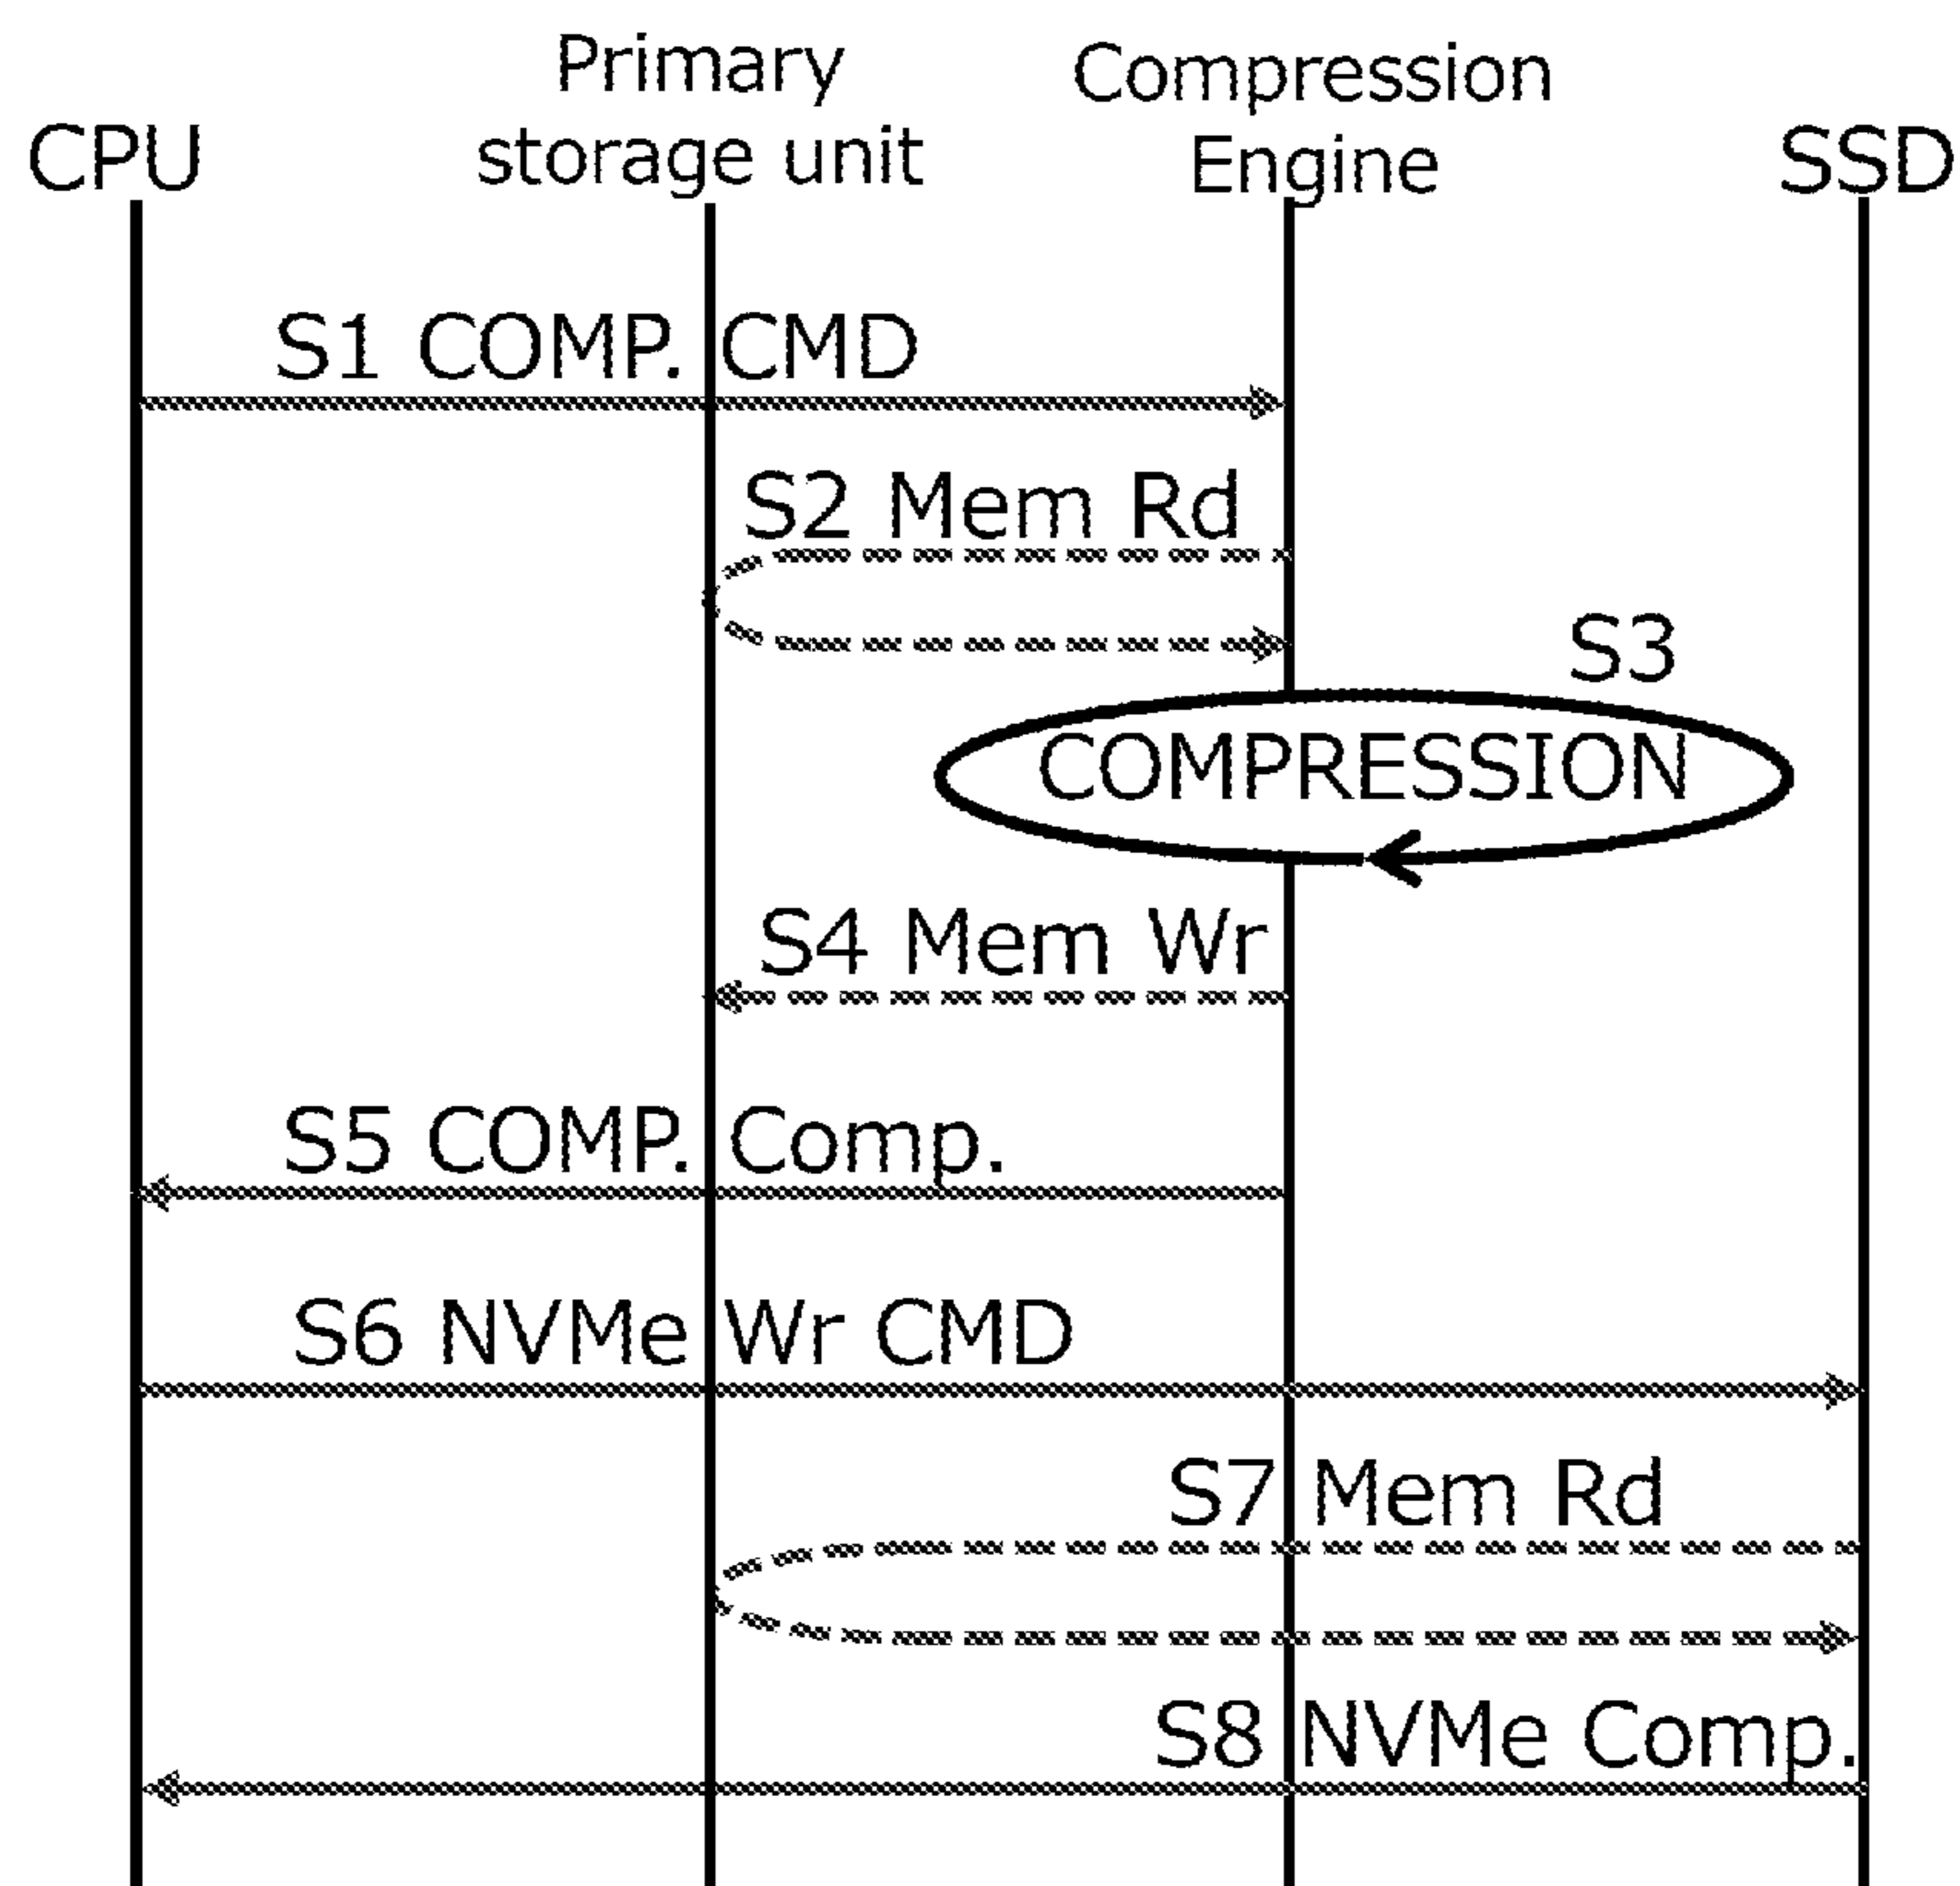 CPU
Primary
storage unit
Compression
Engine
SSD
S1 COMP. CMD
S2 Mem Rd
S3
COMPRESSION
S4 Mem Wr
S5 COMP. Comp.
S6 NVMe Wr CMD
S7 Mem Rd
S8 NVMe Comp.